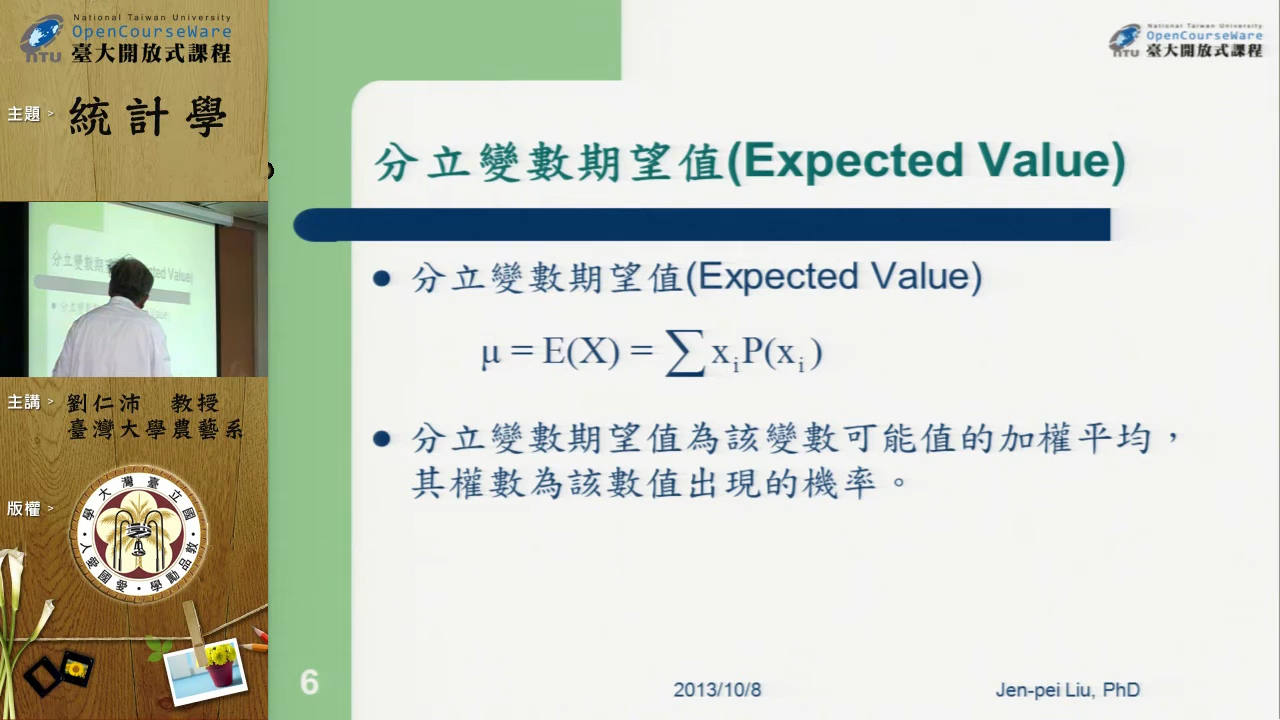 National Taiwan University
OpenCourseWare
臺大開放式課程
NTU
主題 >
統計學
主講 >
劉仁沛 教授
臺灣大學農藝系
版權 >
National Taiwan University
OpenCourseWare
臺大開放式課程
NTU
分立變數期望值(Expected Value)
• 分立變數期望值(Expected Value)
μ = E(X) = ∑ xᵢP(xᵢ)
• 分立變數期望值為該變數可能值的加權平均，
其權數為該數值出現的機率。
6
2013/10/8
Jen-pei Liu, PhD